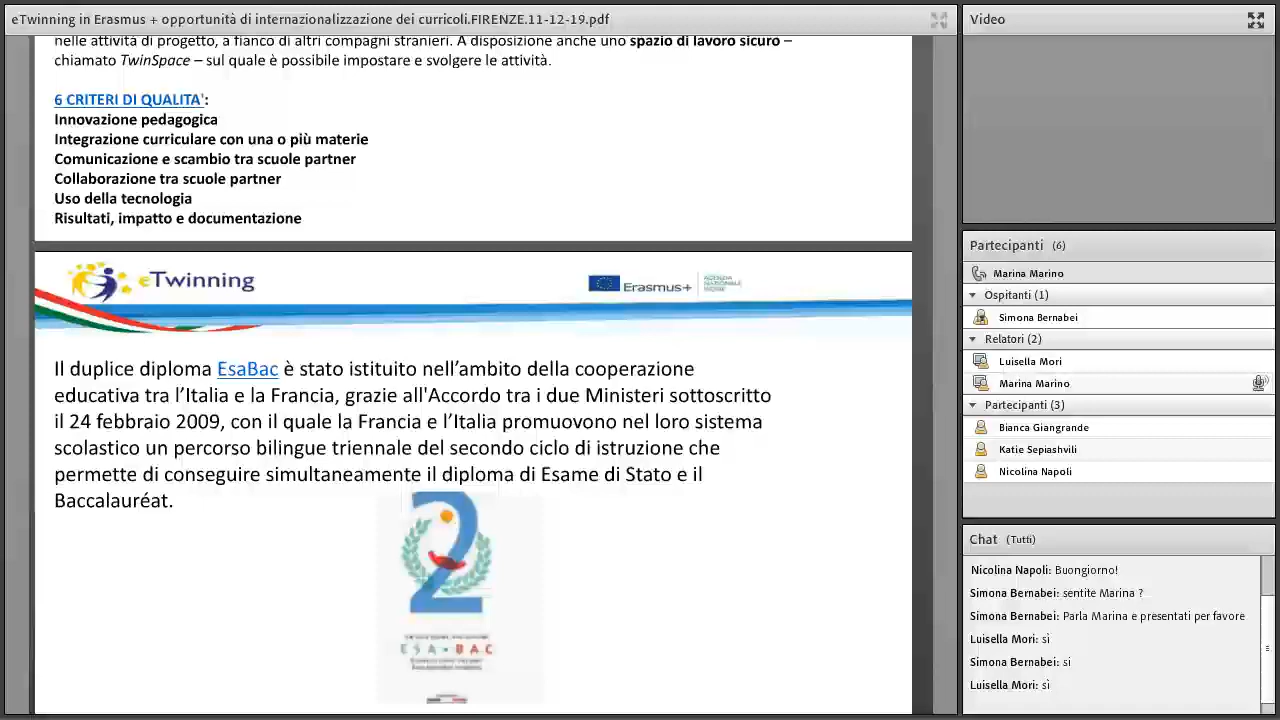 eTwinning in Erasmus + opportunità di internazionalizzazione dei curricoli.FIRENZE.11-12-19.pdf
nelle attività di progetto, a fianco di altri compagni stranieri. A disposizione anche uno spazio di lavoro sicuro –
chiamato TwinSpace – sul quale è possibile impostare e svolgere le attività.
6 CRITERI DI QUALITA':
Innovazione pedagogica
Integrazione curriculare con una o più materie
Comunicazione e scambio tra scuole partner
Collaborazione tra scuole partner
Uso della tecnologia
Risultati, impatto e documentazione
eTwinning
Erasmus+
AGENZIA
NAZIONALE
INDIRE
Il duplice diploma EsaBac è stato istituito nell’ambito della cooperazione
educativa tra l’Italia e la Francia, grazie all'Accordo tra i due Ministeri sottoscritto
il 24 febbraio 2009, con il quale la Francia e l’Italia promuovono nel loro sistema
scolastico un percorso bilingue triennale del secondo ciclo di istruzione che
permette di conseguire simultaneamente il diploma di Esame di Stato e il
Baccalauréat.
2
ESA•BAC
Video
Partecipanti (6)
Marina Marino
Ospitanti (1)
Simona Bernabei
Relatori (2)
Luisella Mori
Marina Marino
Partecipanti (3)
Bianca Giangrande
Katie Sepiashvili
Nicolina Napoli
Chat (Tutti)
Nicolina Napoli: Buongiorno!
Simona Bernabei: sentite Marina ?
Simona Bernabei: Parla Marina e presentati per favore
Luisella Mori: sì
Simona Bernabei: si
Luisella Mori: sì